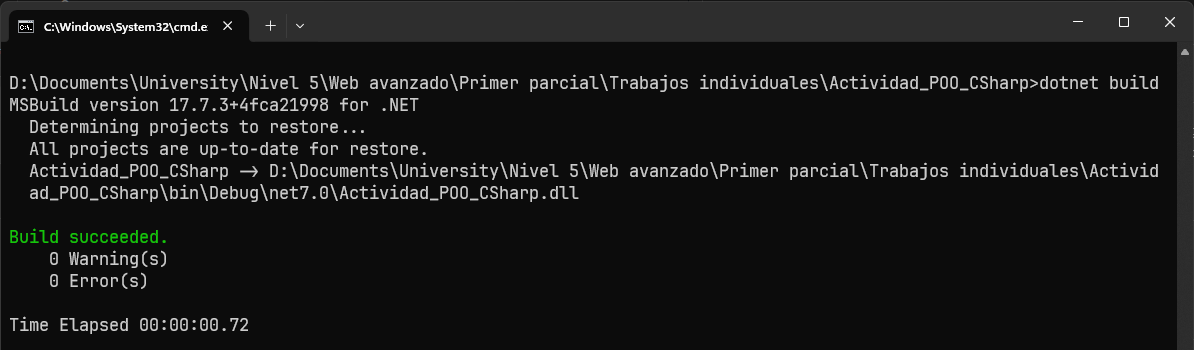 C:\Windows\System32\cmd.e
D:\Documents\University\Nivel 5\Web avanzado\Primer parcial\Trabajos individuales\Actividad_POO_CSharp>dotnet build
MSBuild version 17.7.3+4fca21998 for .NET
  Determining projects to restore...
  All projects are up-to-date for restore.
  Actividad_POO_CSharp -> D:\Documents\University\Nivel 5\Web avanzado\Primer parcial\Trabajos individuales\Activid
  ad_POO_CSharp\bin\Debug\net7.0\Actividad_POO_CSharp.dll
Build succeeded.
    0 Warning(s)
    0 Error(s)
Time Elapsed 00:00:00.72